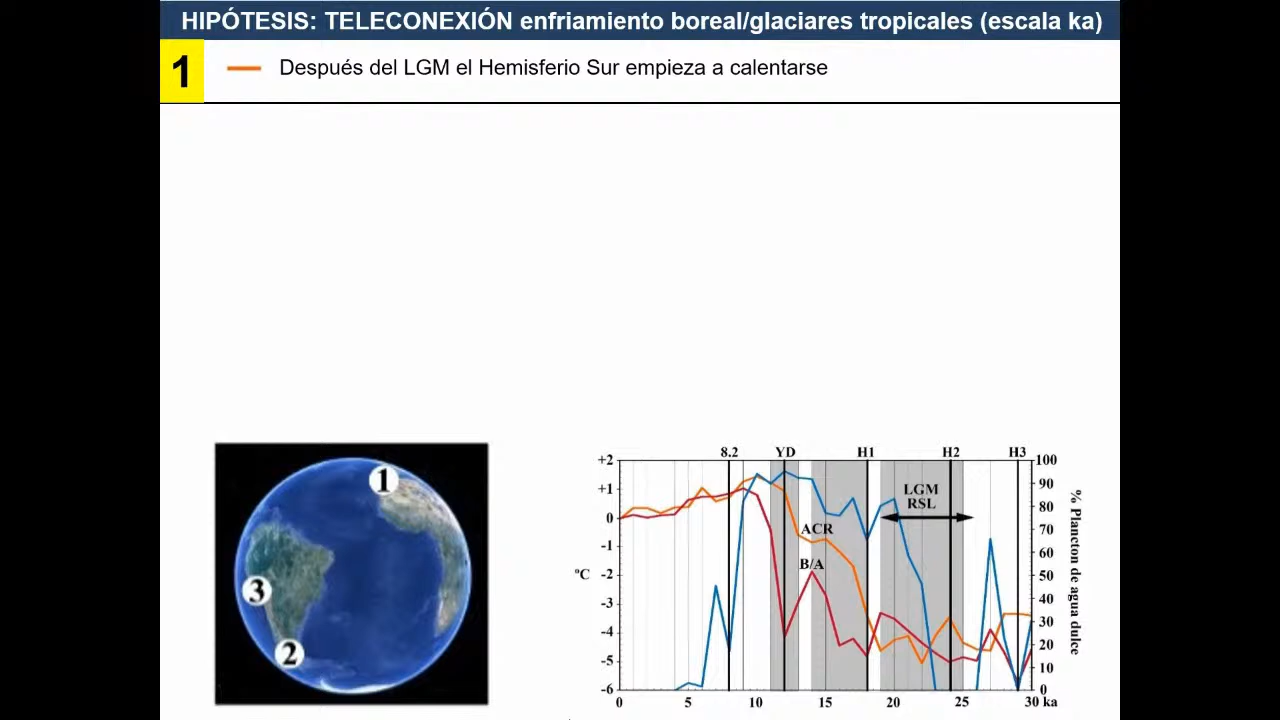 HIPÓTESIS: TELECONEXIÓN enfriamiento boreal/glaciares tropicales (escala ka)
1 Después del LGM el Hemisferio Sur empieza a calentarse
1
3
2
8.2 YD H1 H2 H3
+2 100
+1 90
80
0 70
-1 60
ºC -2 50
-3 40
30
-4 20
-5 10
-6 0
LGM
RSL
ACR
B/A
% Plancton de agua dulce
0 5 10 15 20 25 30 ka